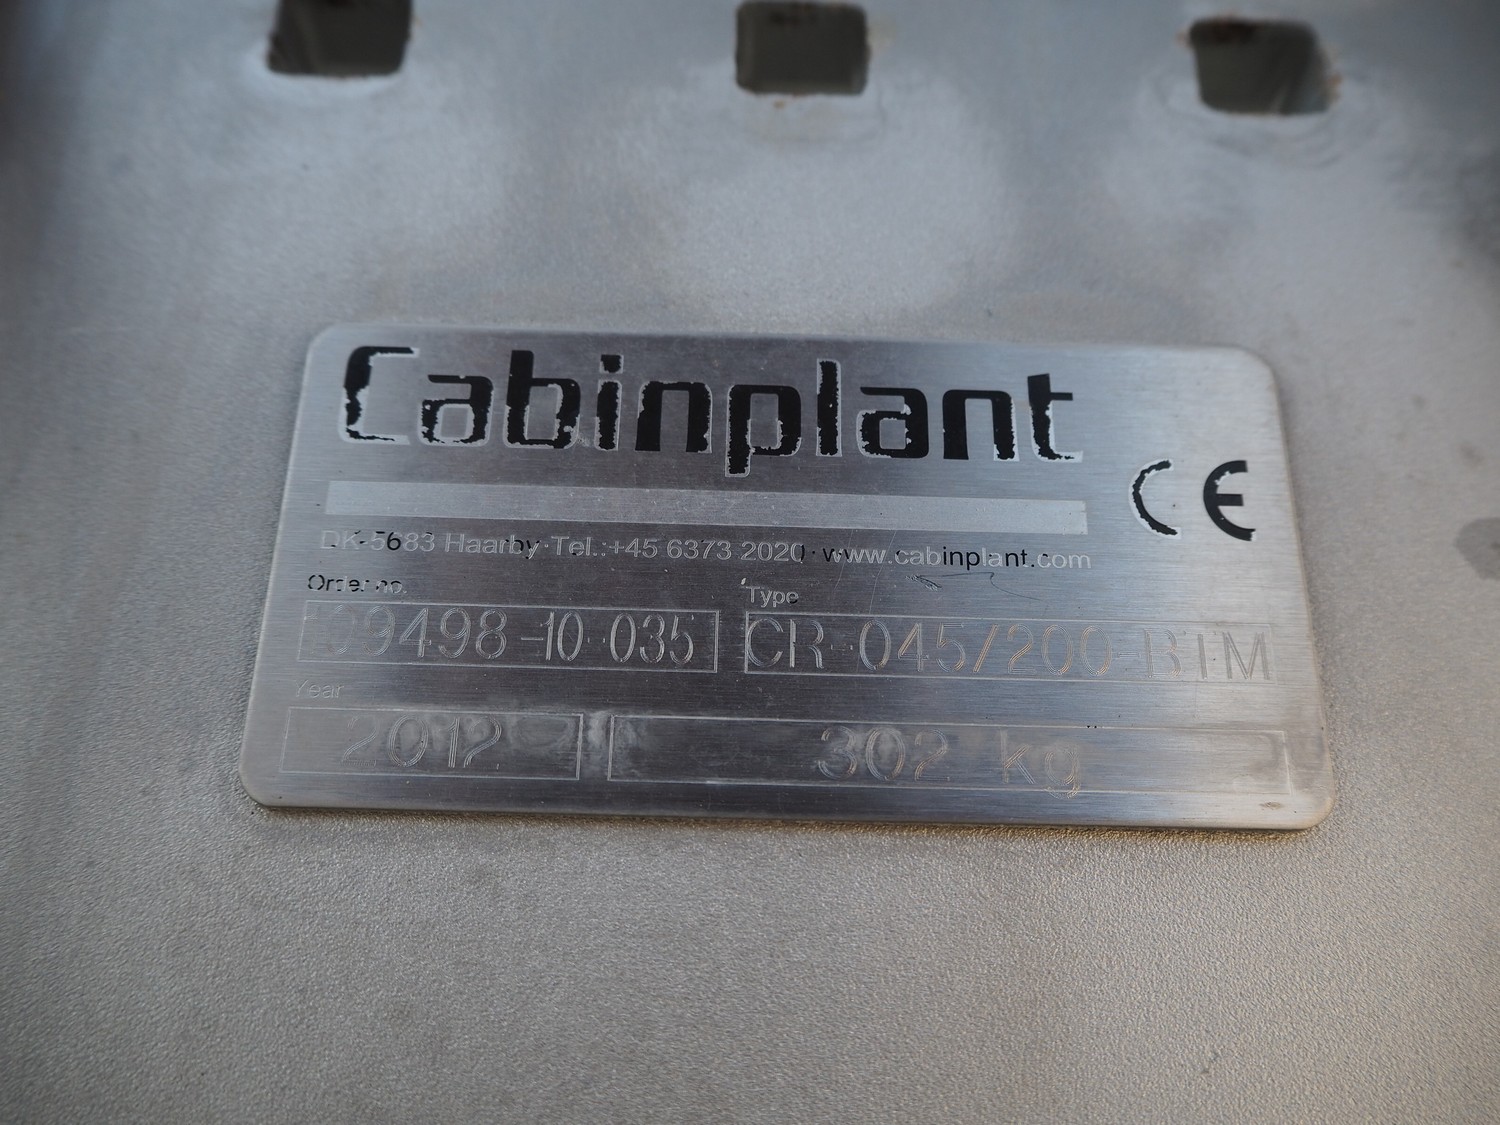 Cabinplant
CE
DK-5683 Haarby·Tel.:+45 6373 2020·www.cabinplant.com
Order no.
Type
109498-10-035
CR-045/200-BTM
Year
2012
302 kg